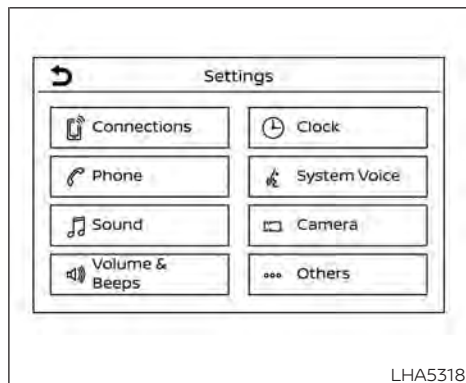 Settings
Connections
Clock
Phone
System Voice
Sound
Camera
Volume &
Beeps
Others
LHA5318